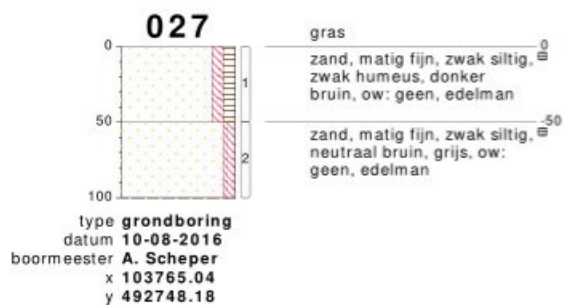 027
gras
0
0
zand, matig fijn, zwak siltig,
zwak humeus, donker
bruin, ow: geen, edelman
1
50
-50
zand, matig fijn, zwak siltig,
neutraal bruin, grijs, ow:
geen, edelman
2
100
type grondboring
datum 10-08-2016
boormeester A. Scheper
x 103765.04
y 492748.18